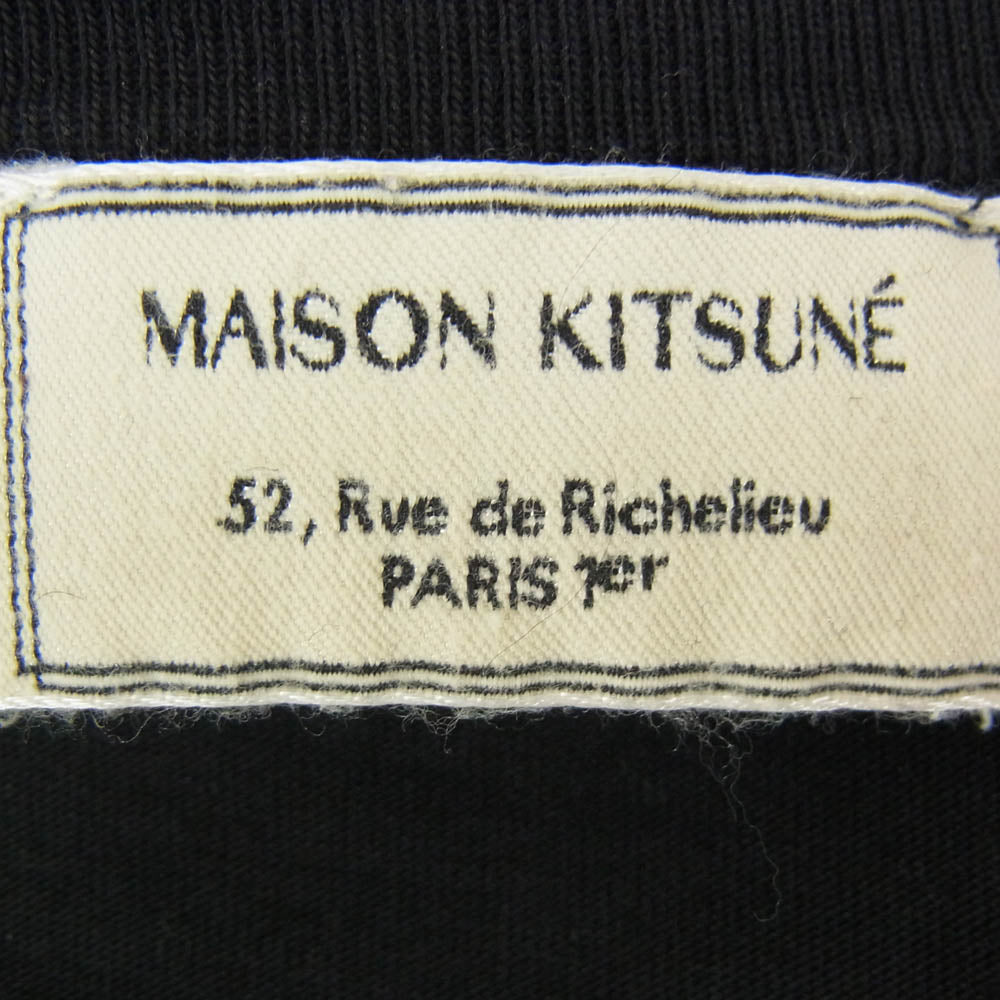 MAISON KITSUNÉ
52, Rue de Richelieu
PARIS 1er